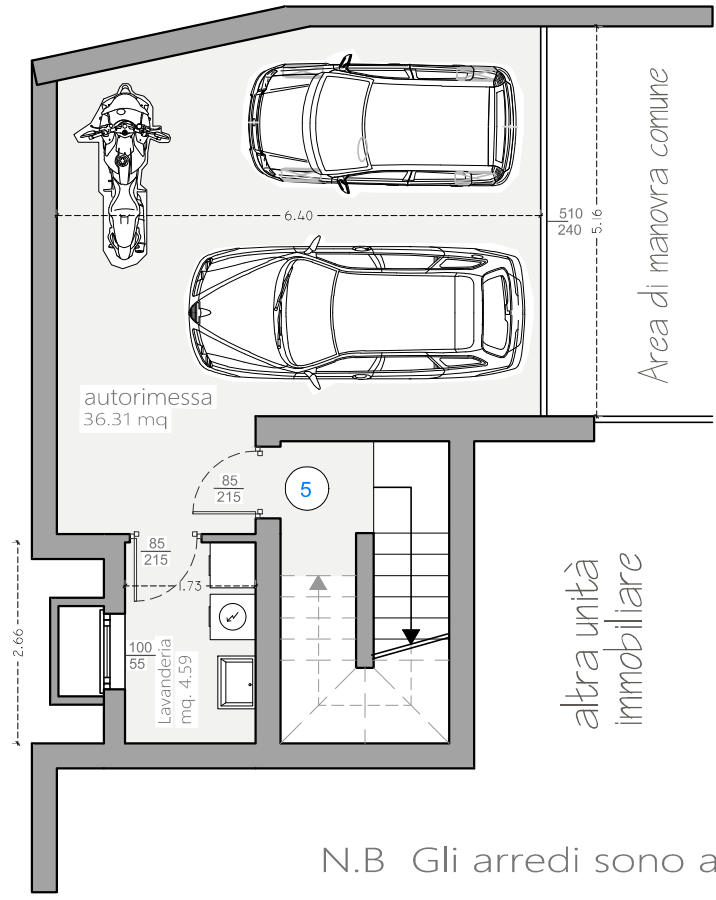 Area di manovra comune
6.40
510
240
5.16
autorimessa
36.31 mq
85
215
5
85
215
1.73
2.66
100
55
Lavanderia
mq. 4.59
altra unità
immobiliare
N.B Gli arredi sono a